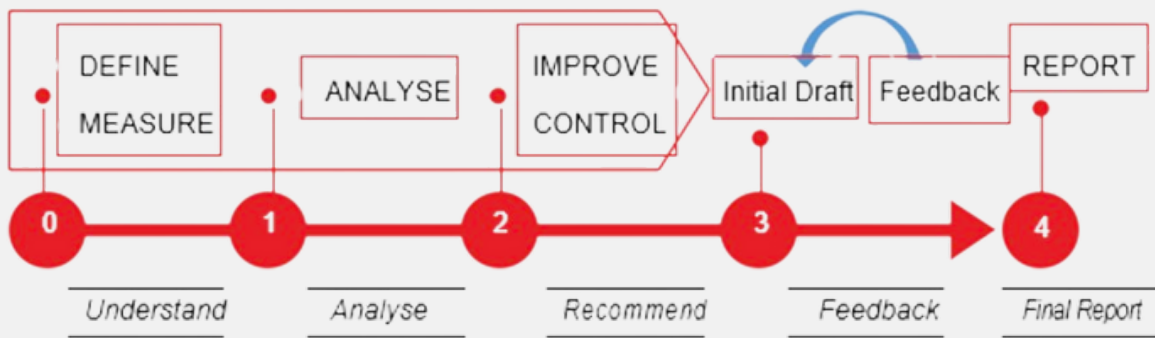 DEFINE
MEASURE
ANALYSE
IMPROVE
CONTROL
Initial Draft
Feedback
REPORT
0
1
2
3
4
Understand
Analyse
Recommend
Feedback
Final Report